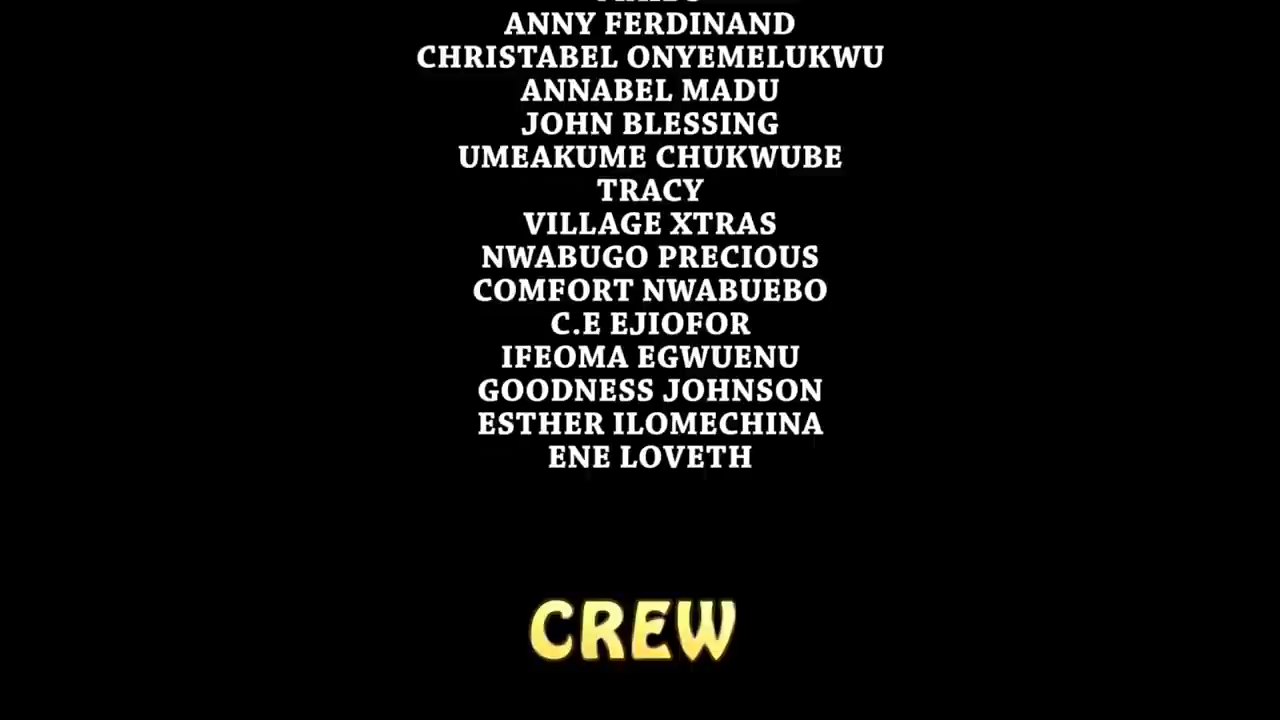 ANNY FERDINAND
CHRISTABEL ONYEMELUKWU
ANNABEL MADU
JOHN BLESSING
UMEAKUME CHUKWUBE
TRACY
VILLAGE XTRAS
NWABUGO PRECIOUS
COMFORT NWABUEBO
C.E EJIOFOR
IFEOMA EGWUENU
GOODNESS JOHNSON
ESTHER ILOMECHINA
ENE LOVETH
CREW